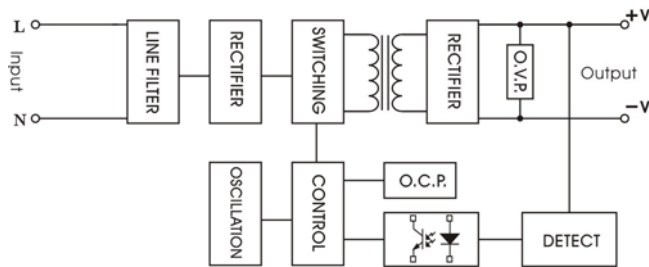 L
Input
N
LINE FILTER
RECTIFIER
SWITCHING
RECTIFIER
O.V.P.
+V
Output
-V
OSCILLATION
CONTROL
O.C.P.
DETECT